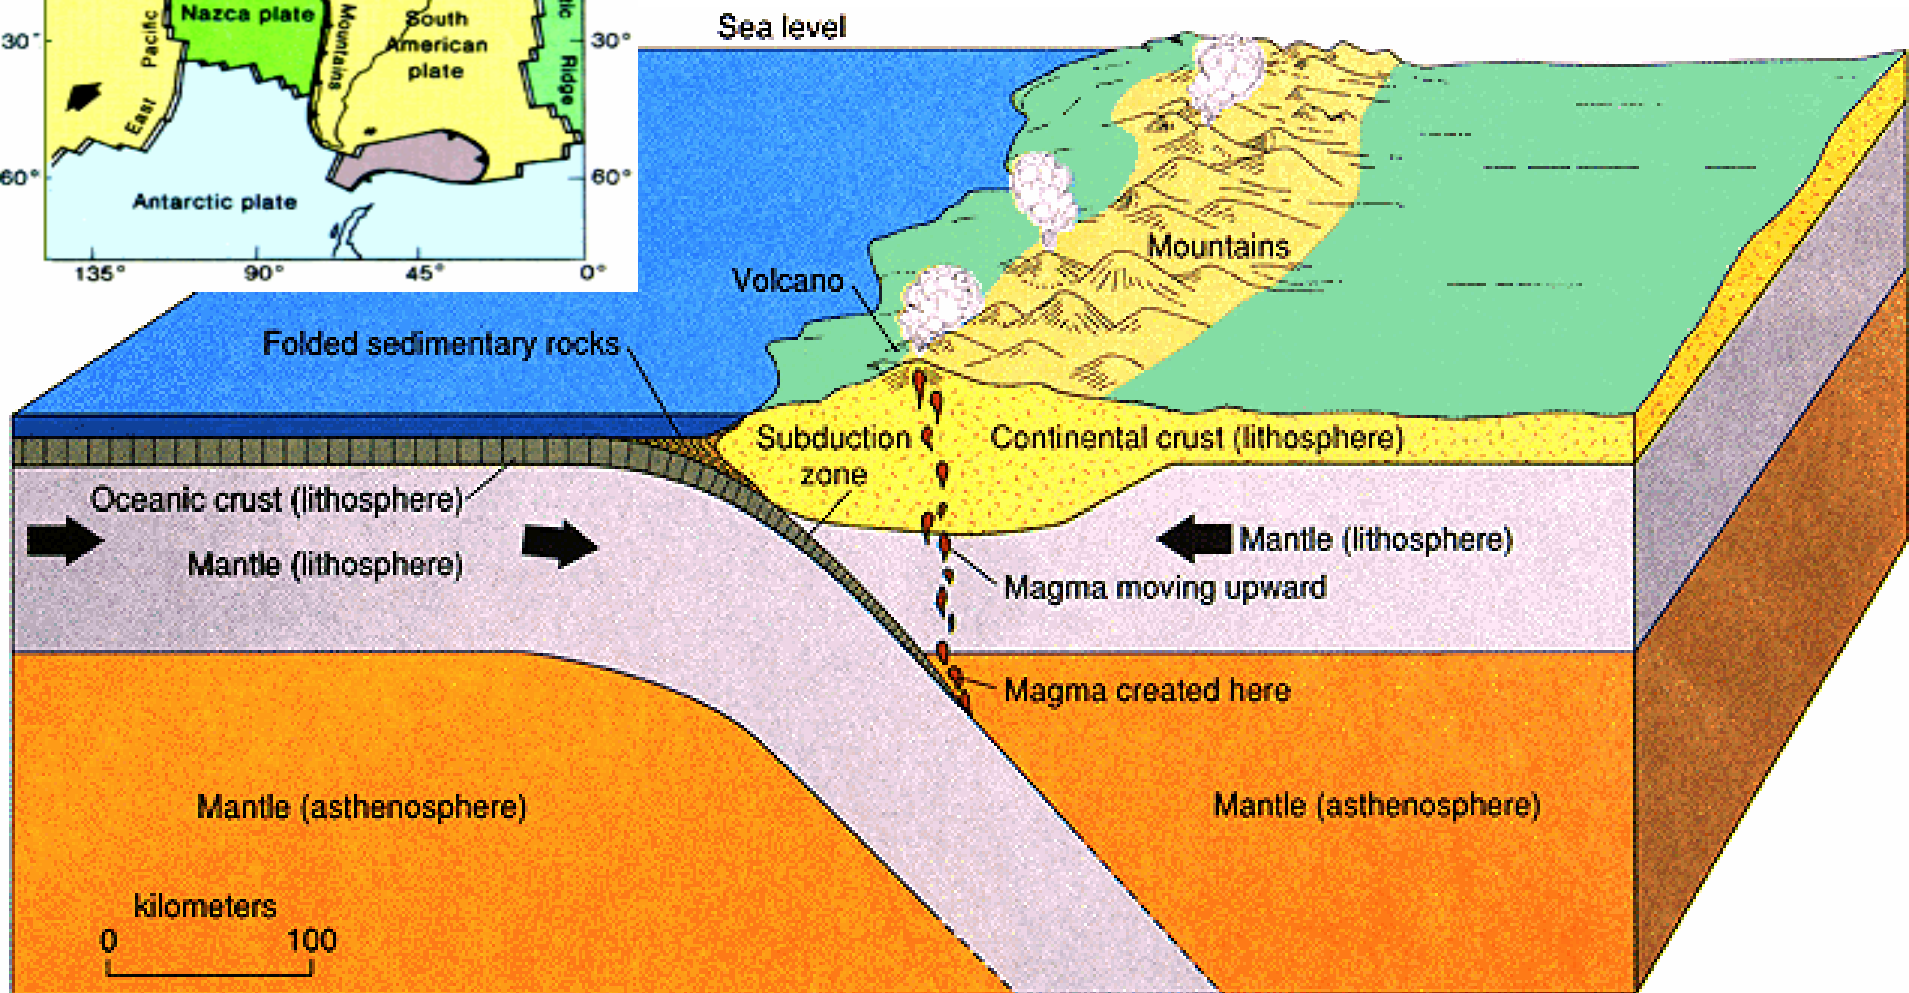 Nazca plate
Pacific
East
Mountains
South
American
plate
tic
Ridge
30°
30°
60°
60°
Antarctic plate
135°
90°
45°
0°
Sea level
Mountains
Volcano
Folded sedimentary rocks
Subduction
zone
Continental crust (lithosphere)
Oceanic crust (lithosphere)
Mantle (lithosphere)
Mantle (lithosphere)
Magma moving upward
Magma created here
Mantle (asthenosphere)
Mantle (asthenosphere)
kilometers
0
100